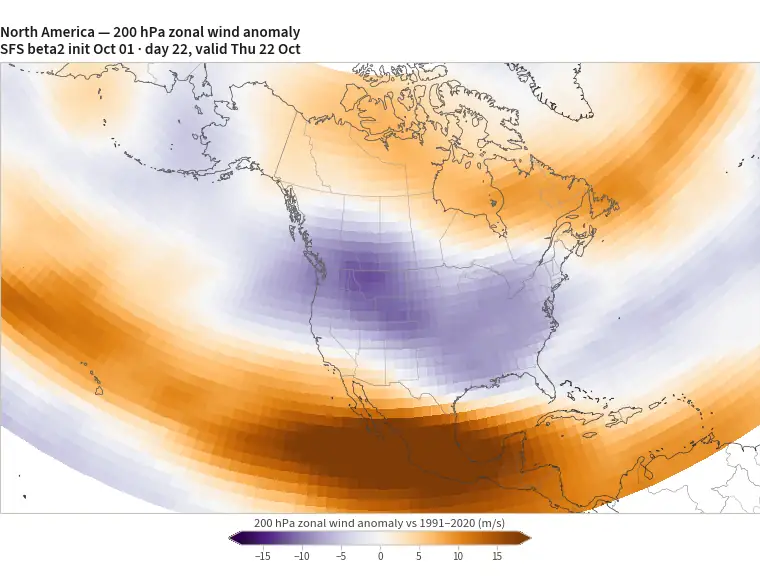 North America — 200 hPa zonal wind anomaly
SFS beta2 init Oct 01 · day 22, valid Thu 22 Oct
200 hPa zonal wind anomaly vs 1991–2020 (m/s)
−15 −10 −5 0 5 10 15